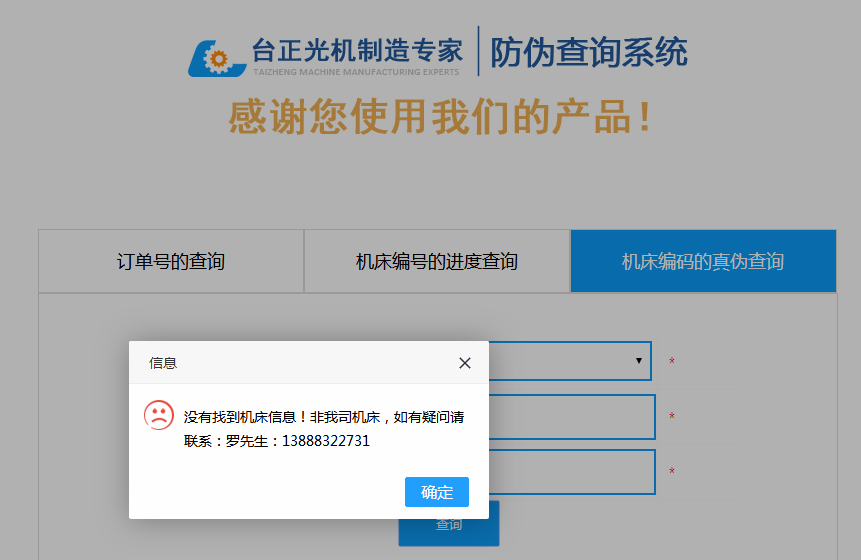 台正光机制造专家
TAIZHENG MACHINE MANUFACTURING EXPERTS
防伪查询系统
感谢您使用我们的产品！
订单号的查询
机床编号的进度查询
机床编码的真伪查询
*
*
*
信息
没有找到机床信息！非我司机床，如有疑问请
联系：罗先生：13888322731
确定
查询